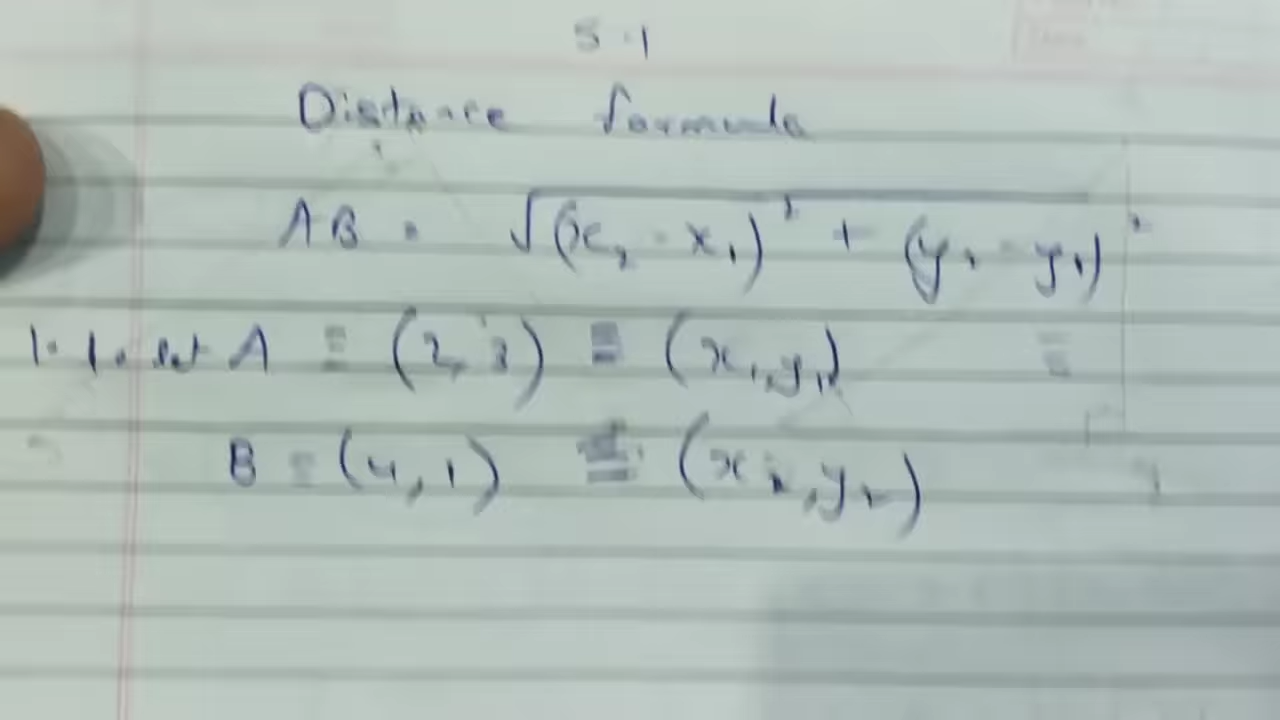 5.1
Distance formula
AB = √(x₂ - x₁)² + (y₂ - y₁)²
1. 1. let A ≡ (2, 3) ≡ (x₁, y₁)
B ≡ (4, 1) ≡ (x₂, y₂)